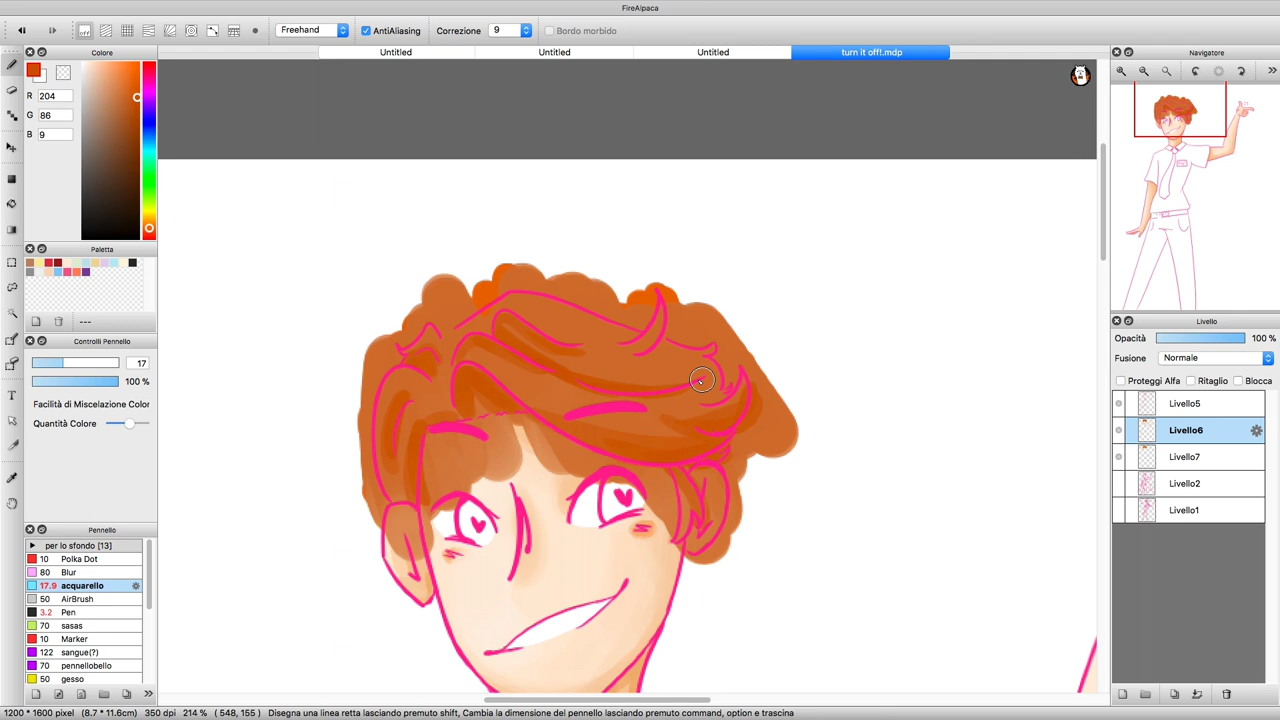 FireAlpaca
off Freehand AntiAliasing Correzione 9 Bordo morbido
Colore
Untitled Untitled Untitled turn it off!.mdp
Navigatore
R 204
G 86
B 9
Paletta
---
Controlli Pennello
17
100 %
Facilità di Miscelazione Color
Quantità Colore
Pennello
per lo sfondo [13]
10 Polka Dot
80 Blur
17.9 acquarello
50 AirBrush
3.2 Pen
70 sasas
10 Marker
122 sangue(?)
70 pennellobello
50 gesso
Livello
Opacità 100 %
Fusione Normale
Proteggi Alfa Ritaglio Blocca
Livello5
Livello6
Livello7
Livello2
Livello1
1200 * 1600 pixel (8.7 * 11.6cm) 350 dpi 214 % ( 548, 155 ) Disegna una linea retta lasciando premuto shift, Cambia la dimensione del pennello lasciando premuto command, option e trascina